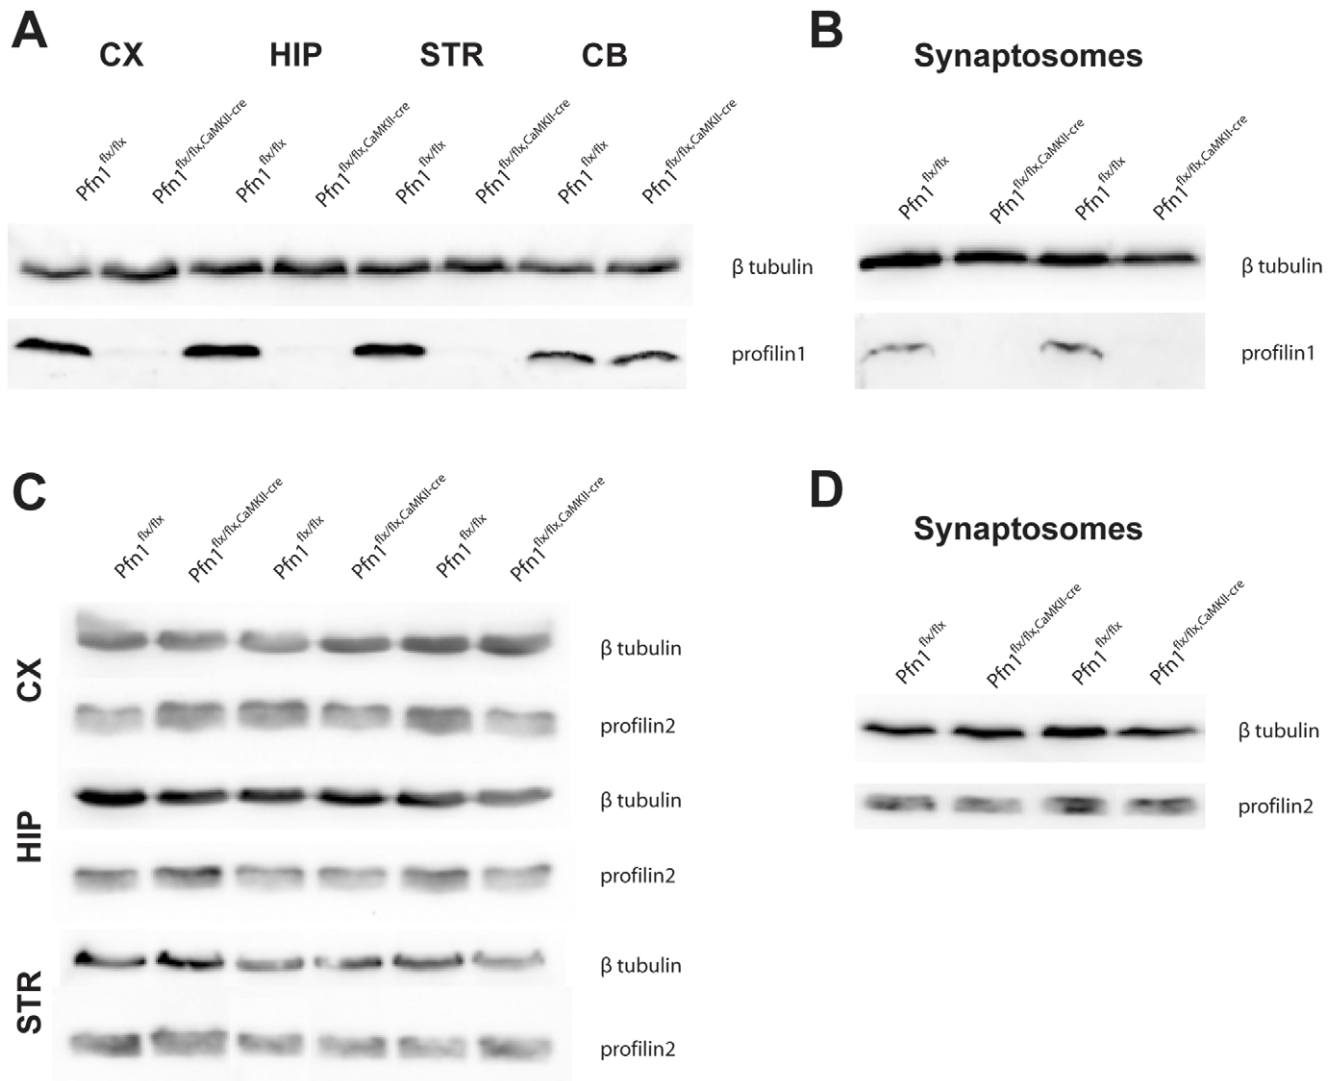 A
CX HIP STR CB
Pfn1flx/flx Pfn1flx/flx,CaMKII-cre Pfn1flx/flx Pfn1flx/flx,CaMKII-cre Pfn1flx/flx Pfn1flx/flx,CaMKII-cre Pfn1flx/flx Pfn1flx/flx,CaMKII-cre
β tubulin
profilin1
B
Synaptosomes
Pfn1flx/flx Pfn1flx/flx,CaMKII-cre Pfn1flx/flx Pfn1flx/flx,CaMKII-cre
β tubulin
profilin1
C
Pfn1flx/flx Pfn1flx/flx,CaMKII-cre Pfn1flx/flx Pfn1flx/flx,CaMKII-cre Pfn1flx/flx Pfn1flx/flx,CaMKII-cre
CX
β tubulin
profilin2
HIP
β tubulin
profilin2
STR
β tubulin
profilin2
D
Synaptosomes
Pfn1flx/flx Pfn1flx/flx,CaMKII-cre Pfn1flx/flx Pfn1flx/flx,CaMKII-cre
β tubulin
profilin2